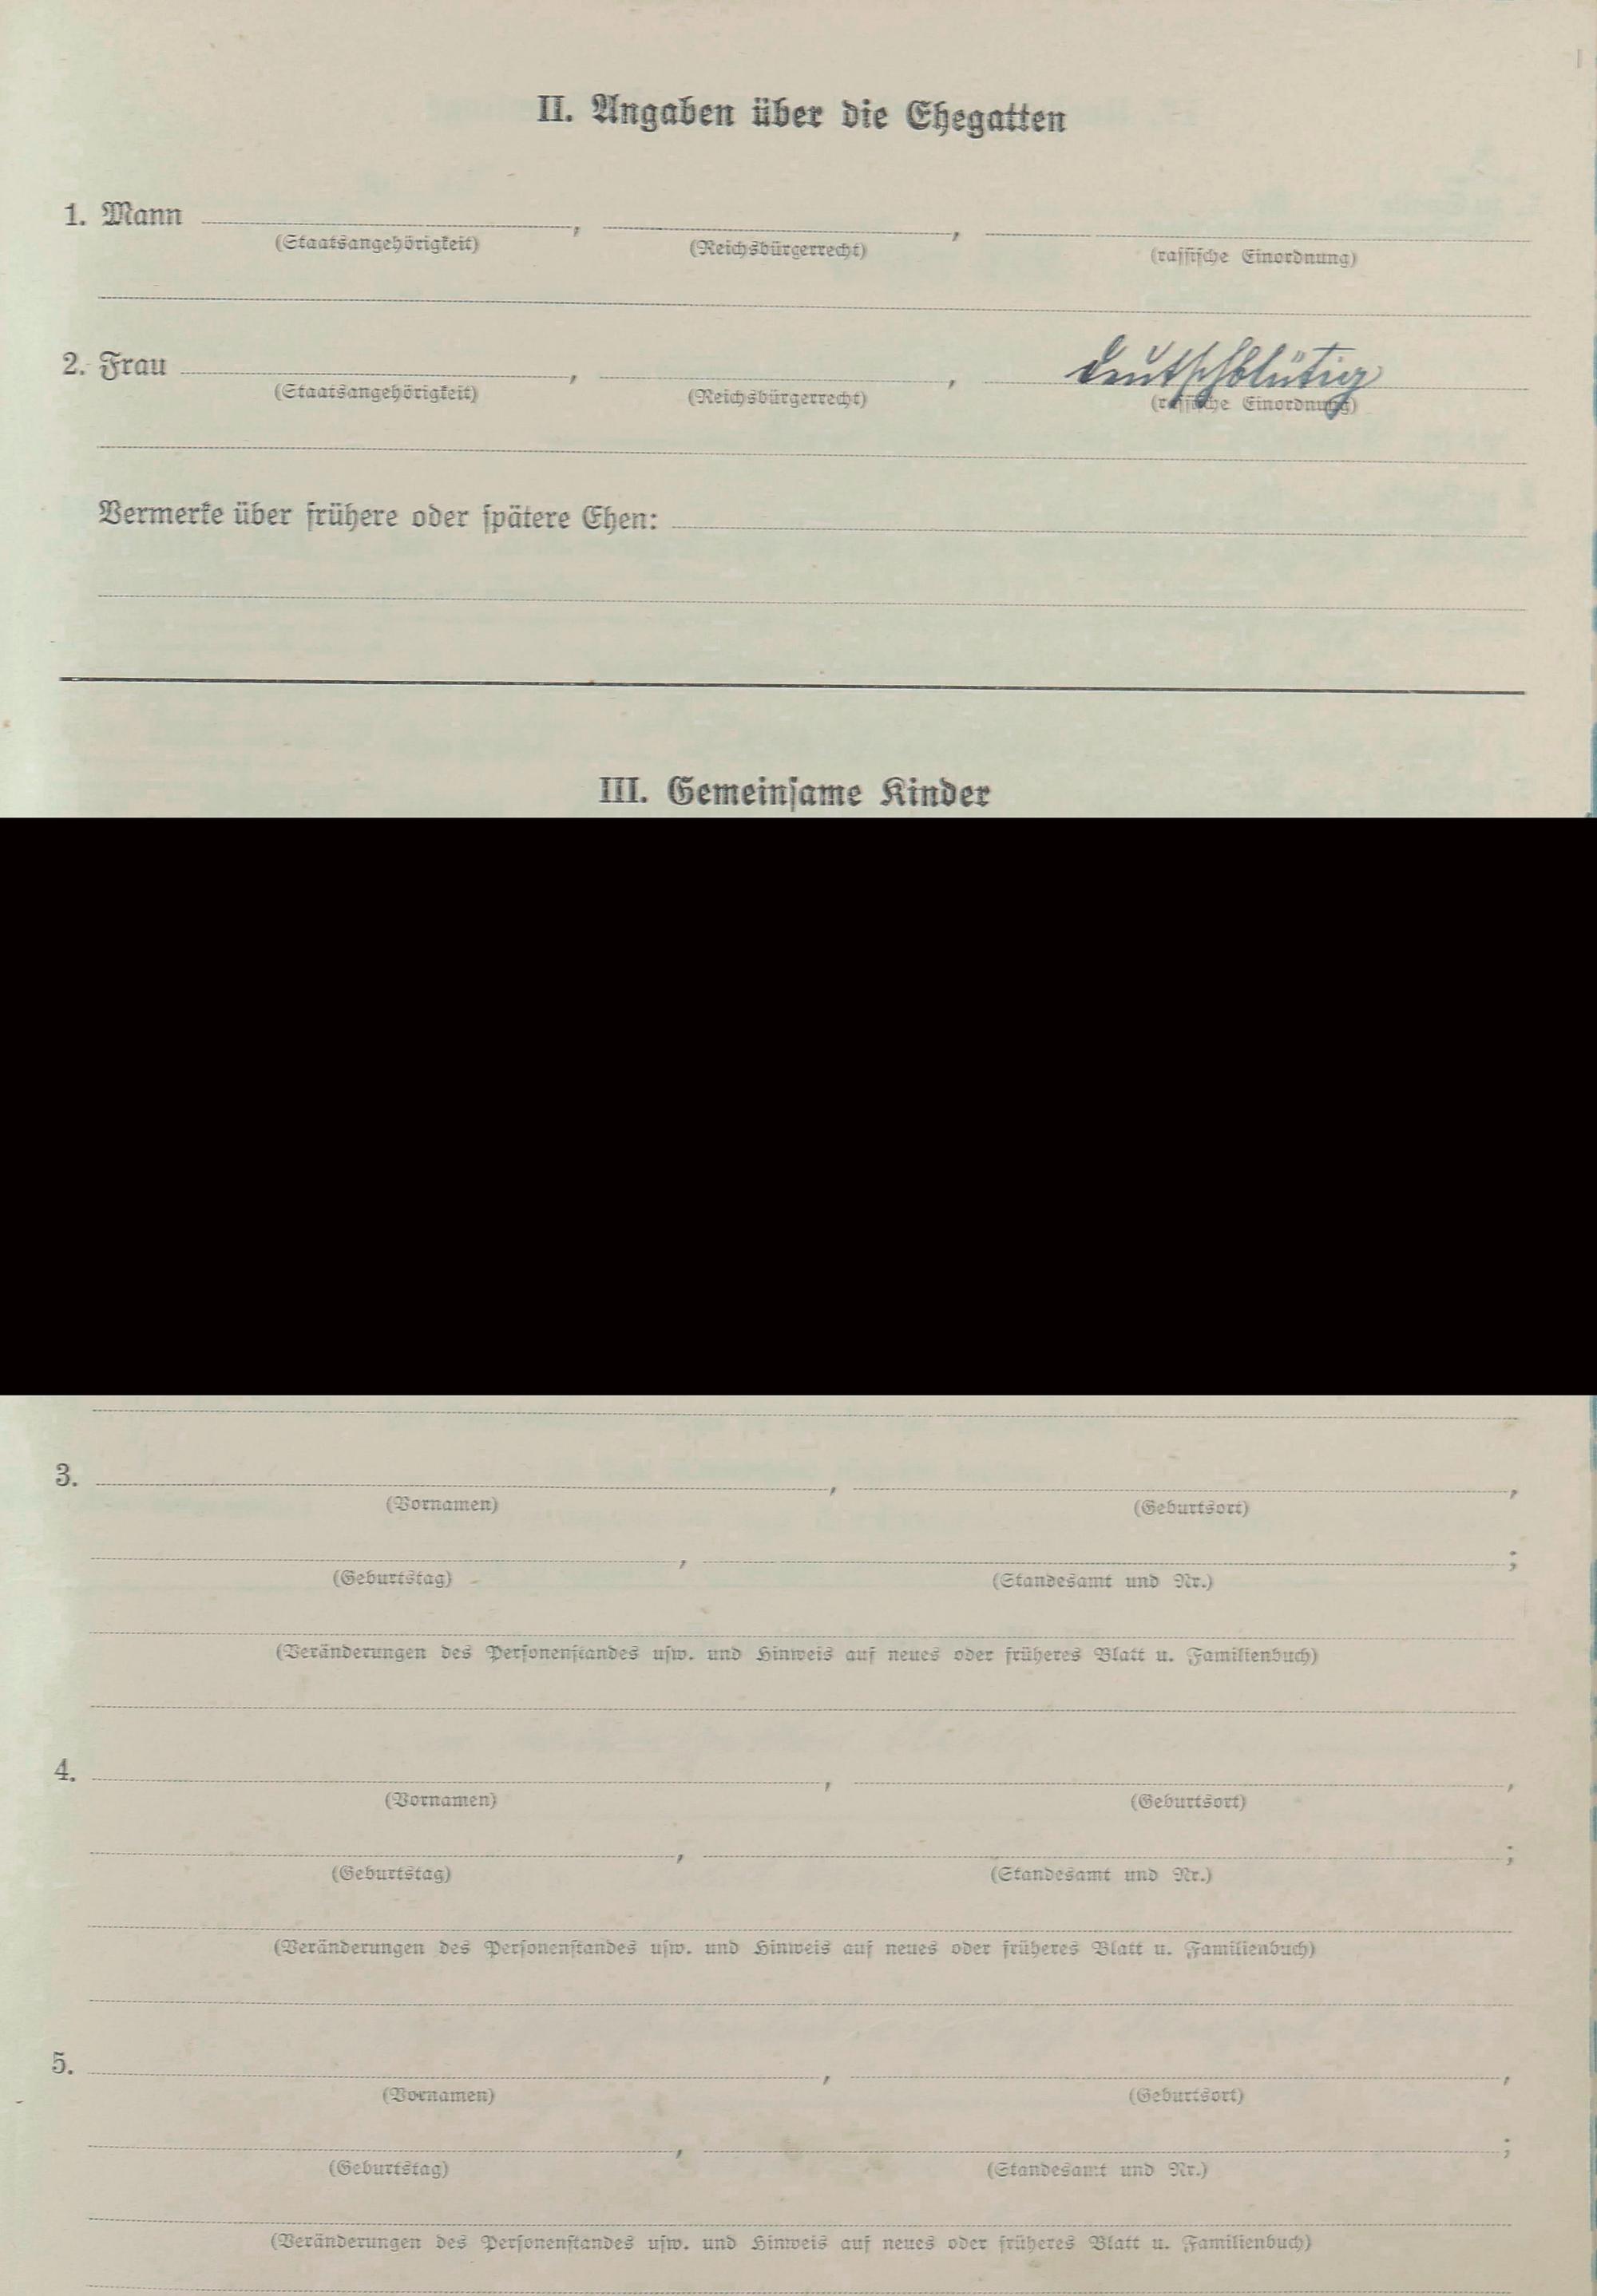 II. Angaben über die Ehegatten
1. Mann , ,
(Staatsangehörigkeit) (Reichsbürgerrecht) (rassische Einordnung)
2. Frau , , deutschblütig
(Staatsangehörigkeit) (Reichsbürgerrecht) (rassische Einordnung)
Vermerke über frühere oder spätere Ehen:
III. Gemeinsame Kinder
3. , ,
(Vornamen) (Geburtsort)
, ;
(Geburtstag) (Standesamt und Nr.)
(Veränderungen des Personenstandes usw. und Hinweis auf neues oder früheres Blatt u. Familienbuch)
4. , ,
(Vornamen) (Geburtsort)
, ;
(Geburtstag) (Standesamt und Nr.)
(Veränderungen des Personenstandes usw. und Hinweis auf neues oder früheres Blatt u. Familienbuch)
5. , ,
(Vornamen) (Geburtsort)
, ;
(Geburtstag) (Standesamt und Nr.)
(Veränderungen des Personenstandes usw. und Hinweis auf neues oder früheres Blatt u. Familienbuch)